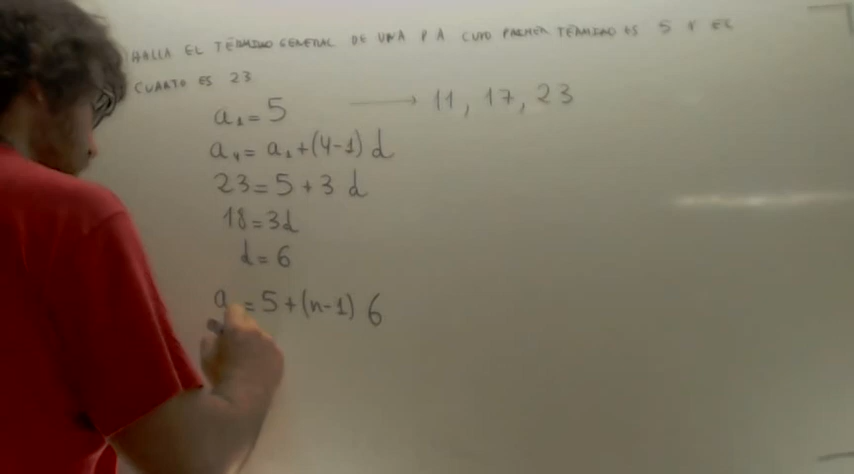 HALLA EL TÉRMINO GENERAL DE UNA P A CUYO PRIMER TÉRMINO ES 5 Y EL
CUARTO ES 23
a₁ = 5 → 11, 17, 23
a₄ = a₁ + (4-1) d
23 = 5 + 3 d
18 = 3d
d = 6
a = 5 + (n-1) 6